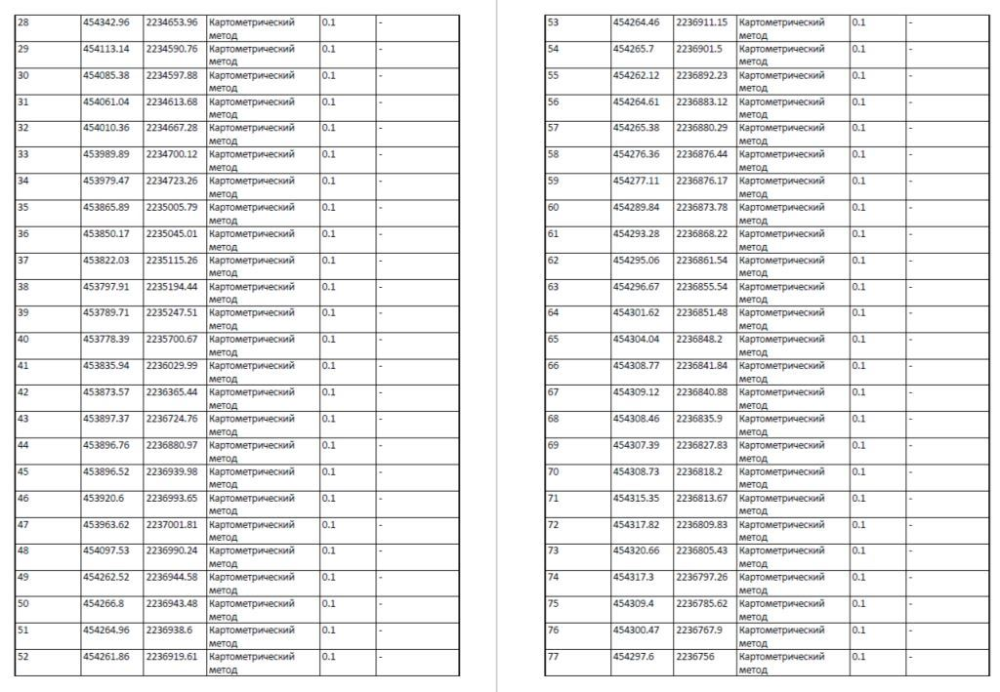 28 454342.96 2234653.96 Картометрический метод 0.1 -
29 454113.14 2234590.76 Картометрический метод 0.1 -
30 454085.38 2234597.88 Картометрический метод 0.1 -
31 454061.04 2234613.68 Картометрический метод 0.1 -
32 454010.36 2234667.28 Картометрический метод 0.1 -
33 453989.89 2234700.12 Картометрический метод 0.1 -
34 453979.47 2234723.26 Картометрический метод 0.1 -
35 453865.89 2235005.79 Картометрический метод 0.1 -
36 453850.17 2235045.01 Картометрический метод 0.1 -
37 453822.03 2235115.26 Картометрический метод 0.1 -
38 453797.91 2235194.44 Картометрический метод 0.1 -
39 453789.71 2235247.51 Картометрический метод 0.1 -
40 453778.39 2235700.67 Картометрический метод 0.1 -
41 453835.94 2236029.99 Картометрический метод 0.1 -
42 453873.57 2236365.44 Картометрический метод 0.1 -
43 453897.37 2236724.76 Картометрический метод 0.1 -
44 453896.76 2236880.97 Картометрический метод 0.1 -
45 453896.52 2236939.98 Картометрический метод 0.1 -
46 453920.6 2236993.65 Картометрический метод 0.1 -
47 453963.62 2237001.81 Картометрический метод 0.1 -
48 454097.53 2236990.24 Картометрический метод 0.1 -
49 454262.52 2236944.58 Картометрический метод 0.1 -
50 454266.8 2236943.48 Картометрический метод 0.1 -
51 454264.96 2236938.6 Картометрический метод 0.1 -
52 454261.86 2236919.61 Картометрический метод 0.1 -
53 454264.46 2236911.15 Картометрический метод 0.1 -
54 454265.7 2236901.5 Картометрический метод 0.1 -
55 454262.12 2236892.23 Картометрический метод 0.1 -
56 454264.61 2236883.12 Картометрический метод 0.1 -
57 454265.38 2236880.29 Картометрический метод 0.1 -
58 454276.36 2236876.44 Картометрический метод 0.1 -
59 454277.11 2236876.17 Картометрический метод 0.1 -
60 454289.84 2236873.78 Картометрический метод 0.1 -
61 454293.28 2236868.22 Картометрический метод 0.1 -
62 454295.06 2236861.54 Картометрический метод 0.1 -
63 454296.67 2236855.54 Картометрический метод 0.1 -
64 454301.62 2236851.48 Картометрический метод 0.1 -
65 454304.04 2236848.2 Картометрический метод 0.1 -
66 454308.77 2236841.84 Картометрический метод 0.1 -
67 454309.12 2236840.88 Картометрический метод 0.1 -
68 454308.46 2236835.9 Картометрический метод 0.1 -
69 454307.39 2236827.83 Картометрический метод 0.1 -
70 454308.73 2236818.2 Картометрический метод 0.1 -
71 454315.35 2236813.67 Картометрический метод 0.1 -
72 454317.82 2236809.83 Картометрический метод 0.1 -
73 454320.66 2236805.43 Картометрический метод 0.1 -
74 454317.3 2236797.26 Картометрический метод 0.1 -
75 454309.4 2236785.62 Картометрический метод 0.1 -
76 454300.47 2236767.9 Картометрический метод 0.1 -
77 454297.6 2236756 Картометрический метод 0.1 -